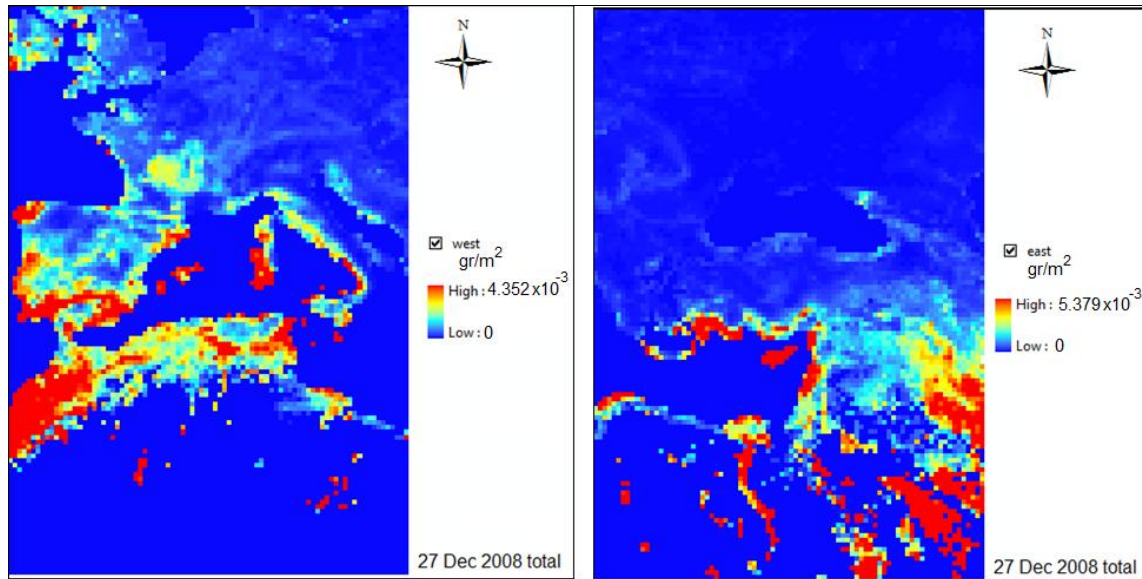 N
west
gr/m²
High : 4.352x10⁻³
Low : 0
27 Dec 2008 total
N
east
gr/m²
High : 5.379x10⁻³
Low : 0
27 Dec 2008 total